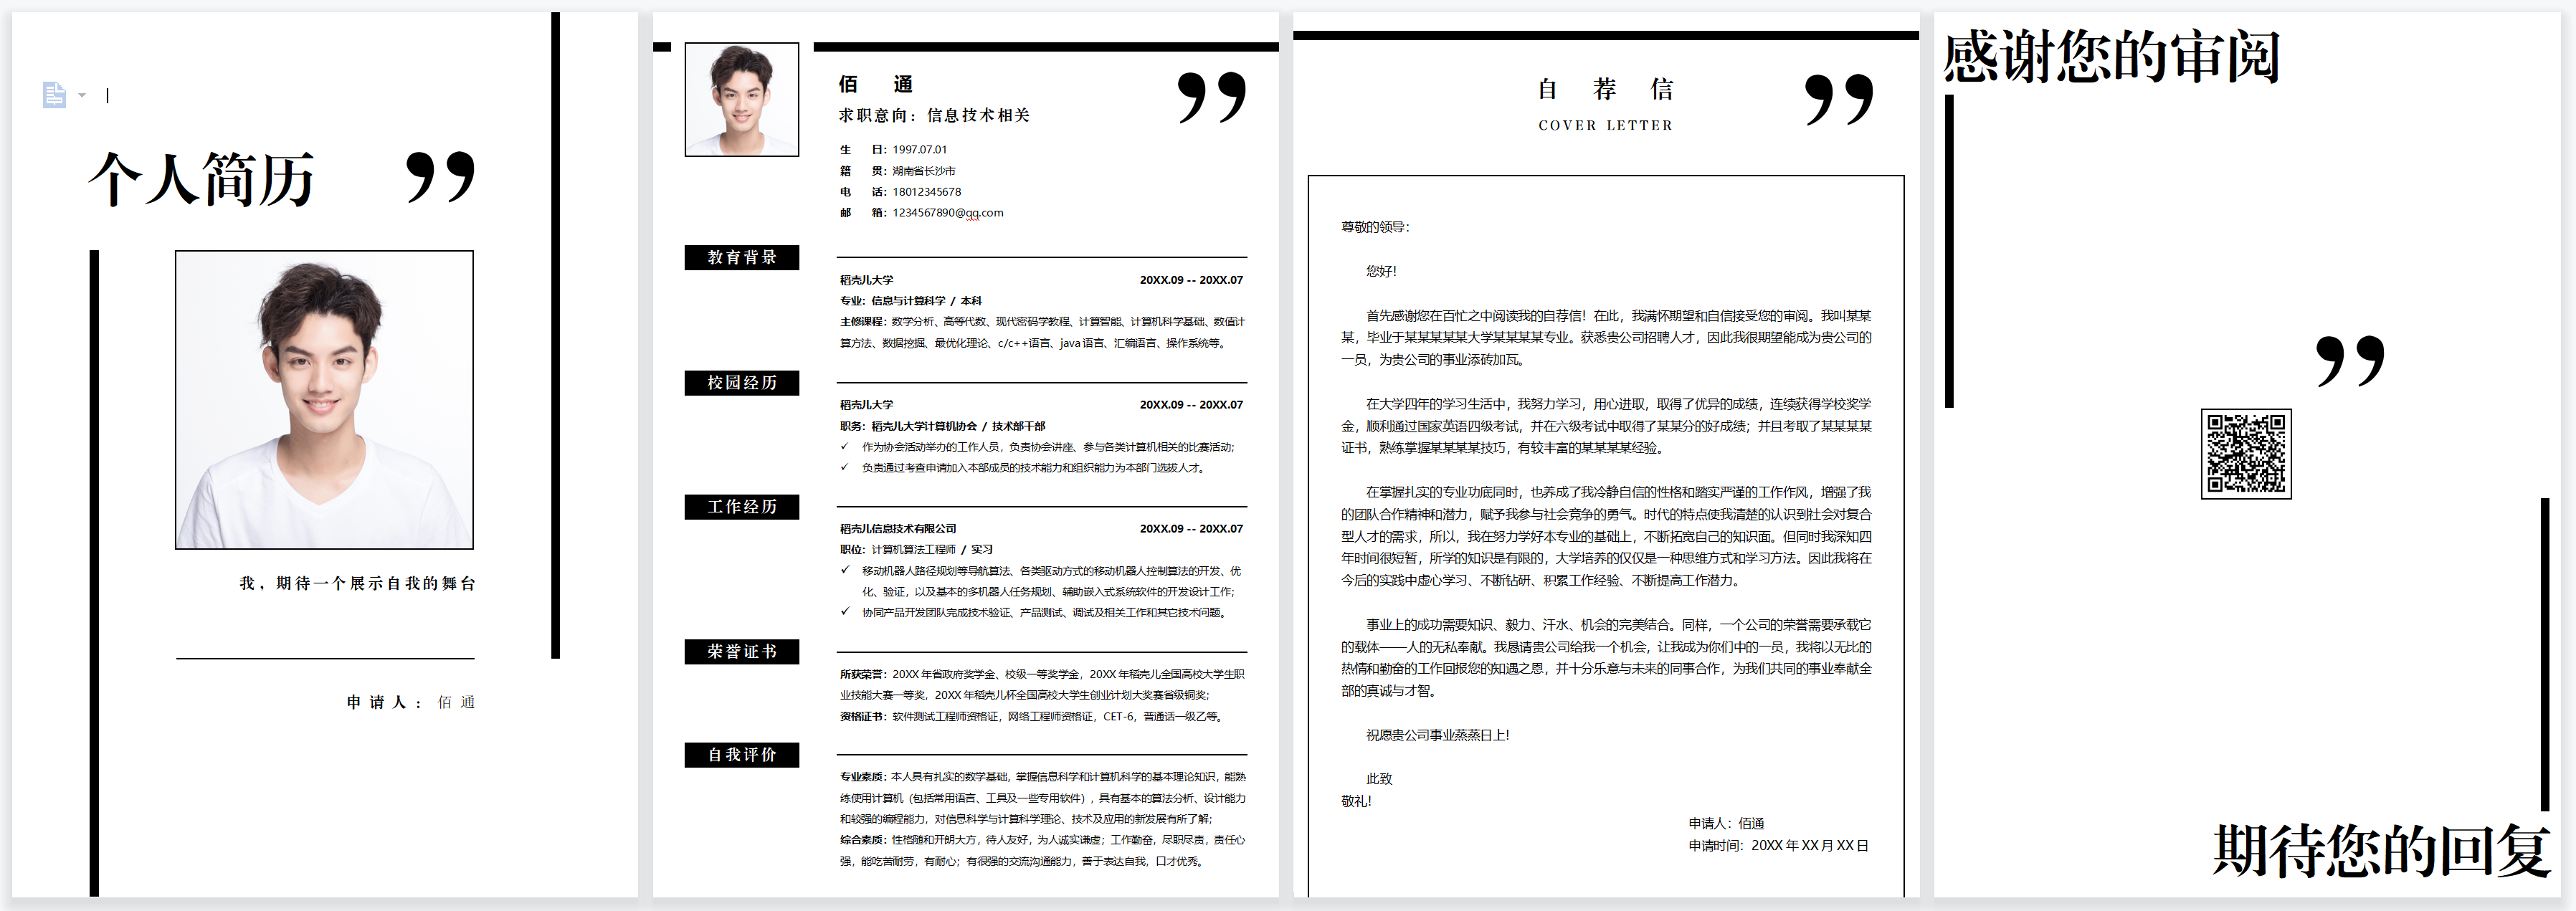 个人简历
我，期待一个展示自我的舞台
申请人：佰 通
佰 通
求职意向：信息技术相关
生 日：1997.07.01
籍 贯：湖南省长沙市
电 话：18012345678
邮 箱：1234567890@qq.com
教育背景
稻壳儿大学 20XX.09 -- 20XX.07
专业：信息与计算科学 / 本科
主修课程：数学分析、高等代数、现代密码学教程、计算智能、计算机科学基础、数值计
算方法、数据挖掘、最优化理论、c/c++语言、java 语言、汇编语言、操作系统等。
校园经历
稻壳儿大学 20XX.09 -- 20XX.07
职务：稻壳儿大学计算机协会 / 技术部干部
✓ 作为协会活动举办的工作人员，负责协会讲座、参与各类计算机相关的比赛活动；
✓ 负责通过考查申请加入本部成员的技术能力和组织能力为本部门选拔人才。
工作经历
稻壳儿信息技术有限公司 20XX.09 -- 20XX.07
职位：计算机算法工程师 / 实习
✓ 移动机器人路径规划等导航算法、各类驱动方式的移动机器人控制算法的开发、优
化、验证，以及基本的多机器人任务规划、辅助嵌入式系统软件的开发设计工作；
✓ 协同产品开发团队完成技术验证、产品测试、调试及相关工作和其它技术问题。
荣誉证书
所获荣誉：20XX 年省政府奖学金、校级一等奖学金，20XX 年稻壳儿全国高校大学生职
业技能大赛一等奖，20XX 年稻壳儿杯全国高校大学生创业计划大奖赛省级铜奖；
资格证书：软件测试工程师资格证，网络工程师资格证，CET-6，普通话一级乙等。
自我评价
专业素质：本人具有扎实的数学基础，掌握信息科学和计算机科学的基本理论知识，能熟
练使用计算机（包括常用语言、工具及一些专用软件），具有基本的算法分析、设计能力
和较强的编程能力，对信息科学与计算科学理论、技术及应用的新发展有所了解；
综合素质：性格随和开朗大方，待人友好，为人诚实谦虚；工作勤奋，尽职尽责，责任心
强，能吃苦耐劳，有耐心；有很强的交流沟通能力，善于表达自我，口才优秀。
自 荐 信
COVER LETTER
尊敬的领导：
您好！
首先感谢您在百忙之中阅读我的自荐信！在此，我满怀期望和自信接受您的审阅。我叫某某
某，毕业于某某某某某大学某某某某专业。获悉贵公司招聘人才，因此我很期望能成为贵公司的
一员，为贵公司的事业添砖加瓦。
在大学四年的学习生活中，我努力学习，用心进取，取得了优异的成绩，连续获得学校奖学
金，顺利通过国家英语四级考试，并在六级考试中取得了某某分的好成绩；并且考取了某某某某
证书，熟练掌握某某某某技巧，有较丰富的某某某某经验。
在掌握扎实的专业功底同时，也养成了我冷静自信的性格和踏实严谨的工作作风，增强了我
的团队合作精神和潜力，赋予我参与社会竞争的勇气。时代的特点使我清楚的认识到社会对复合
型人才的需求，所以，我在努力学好本专业的基础上，不断拓宽自己的知识面。但同时我深知四
年时间很短暂，所学的知识是有限的，大学培养的仅仅是一种思维方式和学习方法。因此我将在
今后的实践中虚心学习、不断钻研、积累工作经验、不断提高工作潜力。
事业上的成功需要知识、毅力、汗水、机会的完美结合。同样，一个公司的荣誉需要承载它
的载体——人的无私奉献。我恳请贵公司给我一个机会，让我成为你们中的一员，我将以无比的
热情和勤奋的工作回报您的知遇之恩，并十分乐意与未来的同事合作，为我们共同的事业奉献全
部的真诚与才智。
祝愿贵公司事业蒸蒸日上！
此致
敬礼！
申请人：佰通
申请时间：20XX 年 XX 月 XX 日
感谢您的审阅
期待您的回复